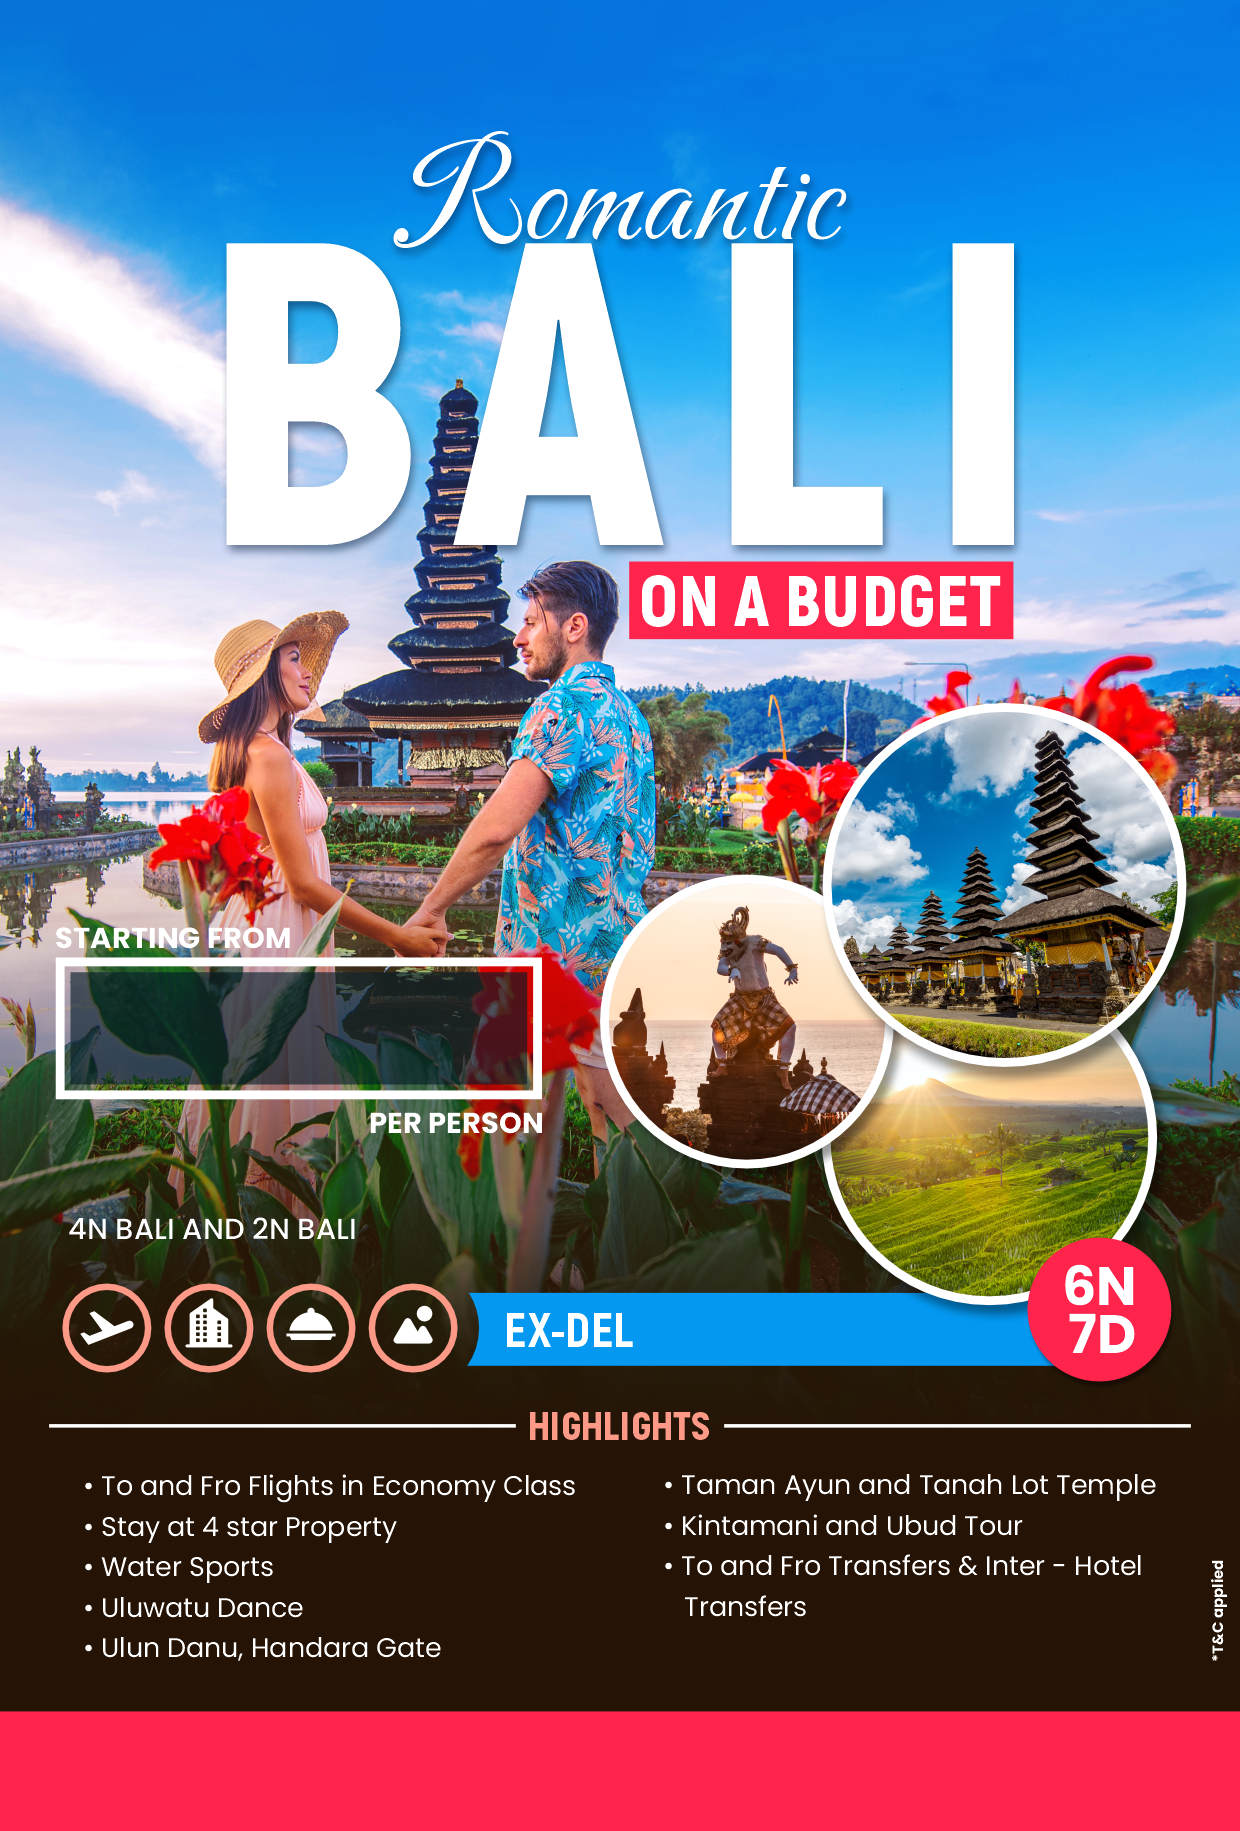 Romantic
BALI
ON A BUDGET
STARTING FROM
PER PERSON
4N BALI AND 2N BALI
EX-DEL
6N
7D
HIGHLIGHTS
• To and Fro Flights in Economy Class
• Stay at 4 star Property
• Water Sports
• Uluwatu Dance
• Ulun Danu, Handara Gate
• Taman Ayun and Tanah Lot Temple
• Kintamani and Ubud Tour
• To and Fro Transfers & Inter - Hotel
Transfers
*T&C applied